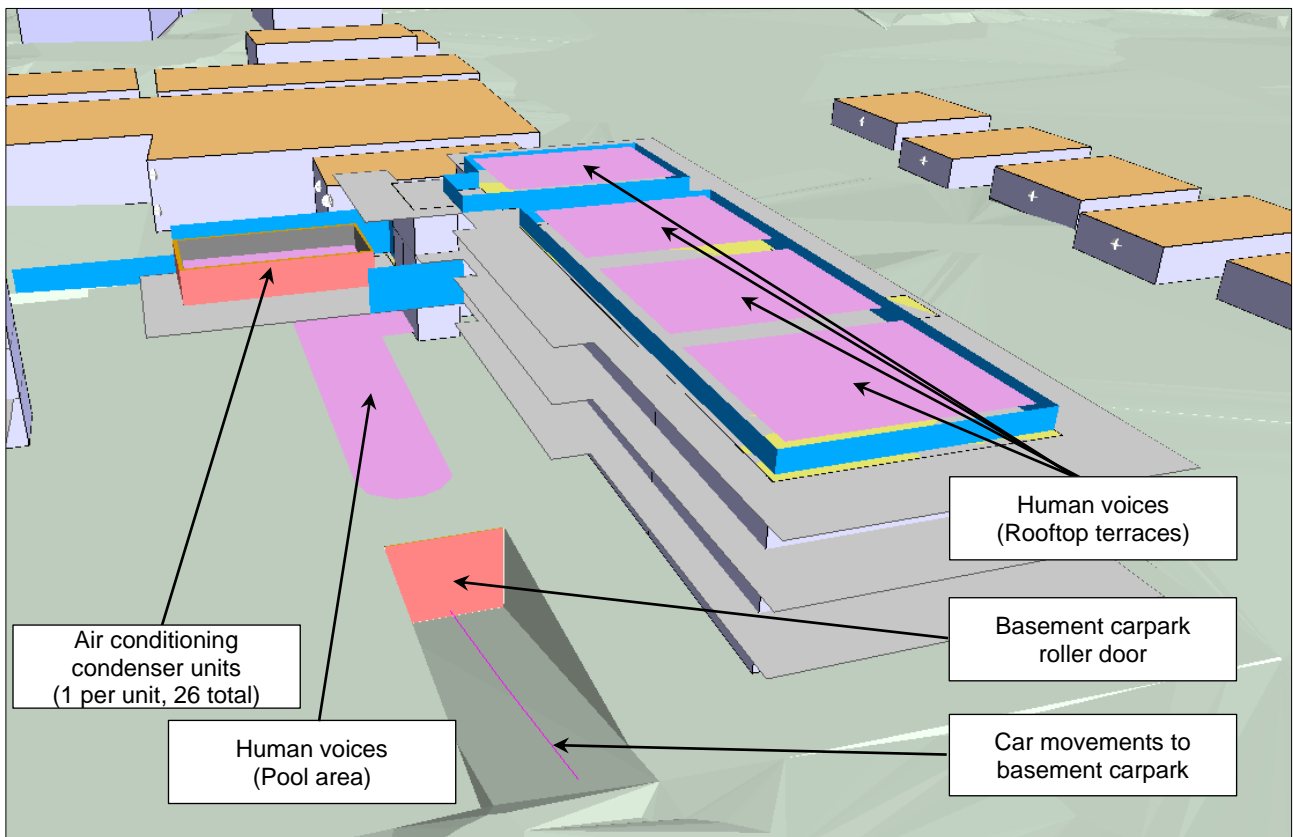 Human voices
(Rooftop terraces)
Basement carpark
roller door
Air conditioning
condenser units
(1 per unit, 26 total)
Human voices
(Pool area)
Car movements to
basement carpark